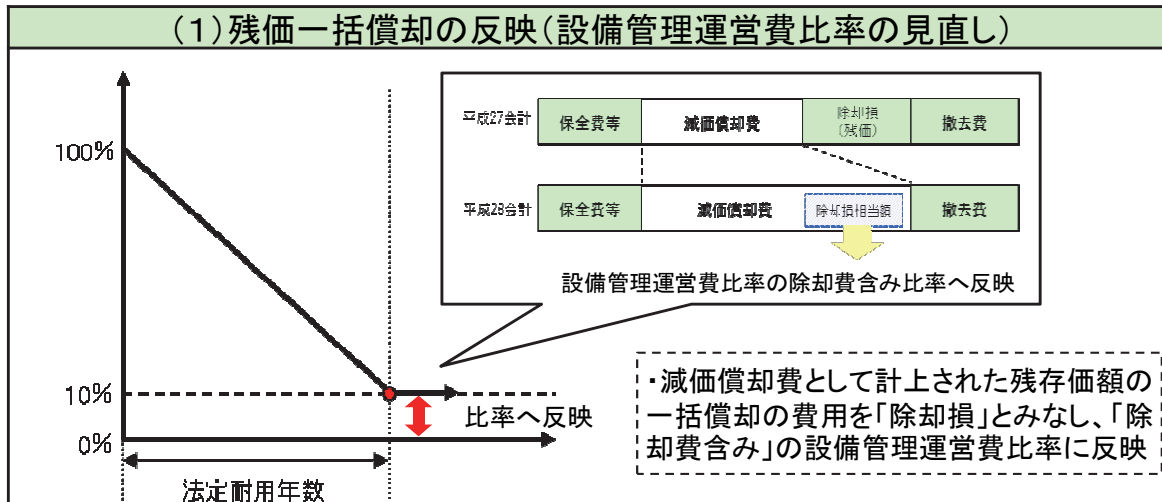 (1)残価一括償却の反映(設備管理運営費比率の見直し)
平成27会計
保全費等
減価償却費
除却損
(残価)
撤去費
100%
平成28会計
保全費等
減価償却費
除却損相当額
撤去費
設備管理運営費比率の除却費含み比率へ反映
10%
比率へ反映
0%
法定耐用年数
・減価償却費として計上された残存価額の
一括償却の費用を「除却損」とみなし、「除
却費含み」の設備管理運営費比率に反映